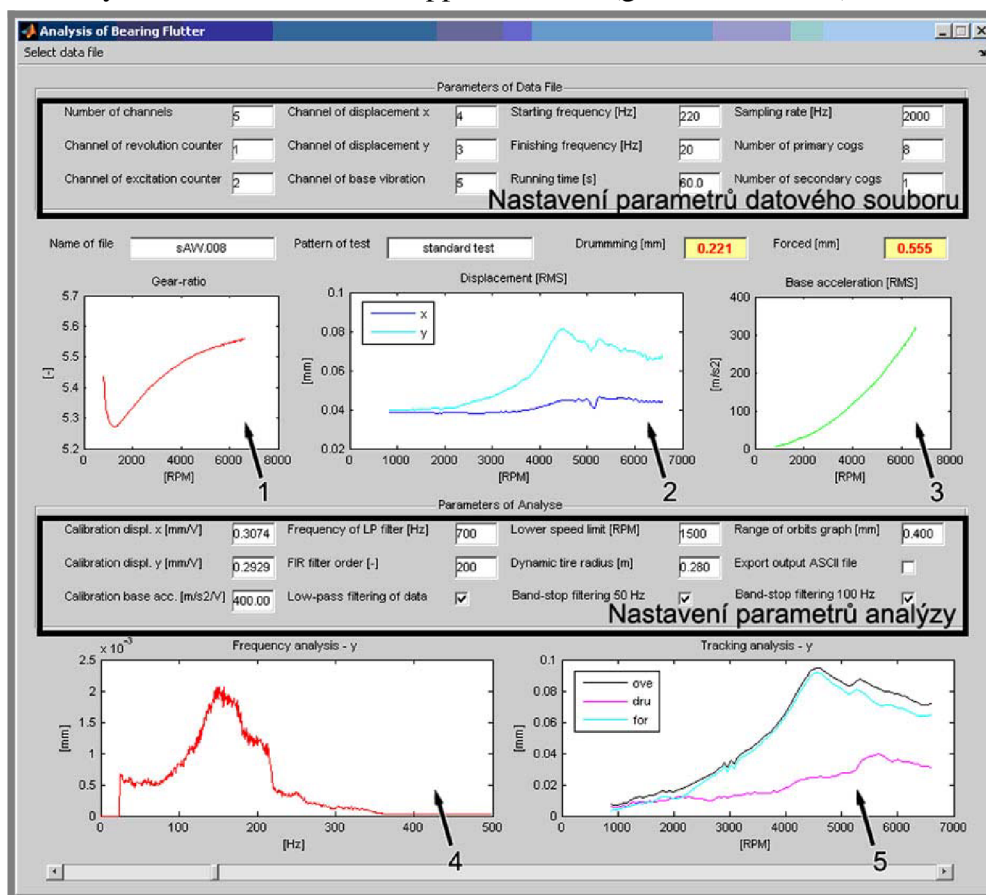 Analysis of Bearing Flutter
Select data file
Parameters of Data File
Number of channels 5 Channel of displacement x 4 Starting frequency [Hz] 220 Sampling rate [Hz] 2000
Channel of revolution counter 1 Channel of displacement y 3 Finishing frequency [Hz] 20 Number of primary cogs 8
Channel of excitation counter 2 Channel of base vibration 5 Running time [s] 60.0 Number of secondary cogs 1
Nastavení parametrů datového souboru
Name of file sAW.008 Pattern of test standard test Drummming [mm] 0.221 Forced [mm] 0.555
Gear-ratio
5.7
5.6
5.5
5.4
5.3
5.2
[-]
0 2000 4000 6000 8000
[RPM]
1
Displacement [RMS]
x
y
0.1
0.08
0.06
0.04
0.02
[mm]
0 1000 2000 3000 4000 5000 6000 7000
[RPM]
2
Base acceleration [RMS]
400
300
200
100
0
[m/s2]
0 2000 4000 6000 8000
[RPM]
3
Parameters of Analyse
Calibration displ. x [mm/V] 0.3074 Frequency of LP filter [Hz] 700 Lower speed limit [RPM] 1500 Range of orbits graph [mm] 0.400
Calibration displ. y [mm/V] 0.2929 FIR filter order [-] 200 Dynamic tire radius [m] 0.280 Export output ASCII file
Calibration base acc. [m/s2/V] 400.00 Low-pass filtering of data Band-stop filtering 50 Hz Band-stop filtering 100 Hz
Nastavení parametrů analýzy
Frequency analysis - y
x 10-3
2.5
2
1.5
1
0.5
0
[mm]
0 100 200 300 400 500
[Hz]
4
Tracking analysis - y
ove
dru
for
0.1
0.08
0.06
0.04
0.02
0
[mm]
0 1000 2000 3000 4000 5000 6000 7000
[RPM]
5